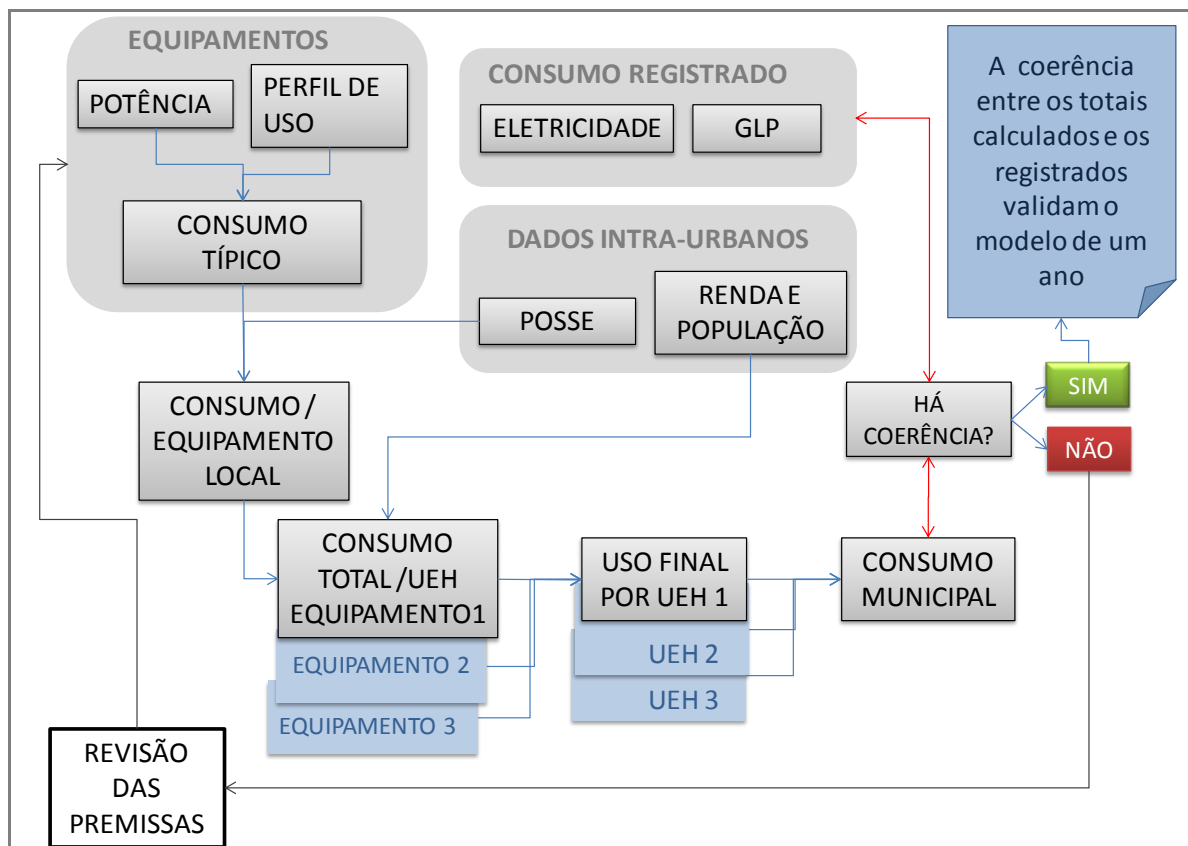 EQUIPAMENTOS
POTÊNCIA
PERFIL DE
USO
CONSUMO
TÍPICO
CONSUMO REGISTRADO
ELETRICIDADE
GLP
DADOS INTRA-URBANOS
POSSE
RENDA E
POPULAÇÃO
A coerência
entre os totais
calculados e os
registrados
validam o
modelo de um
ano
SIM
NÃO
HÁ
COERÊNCIA?
CONSUMO /
EQUIPAMENTO
LOCAL
CONSUMO
TOTAL /UEH
EQUIPAMENTO1
EQUIPAMENTO 2
EQUIPAMENTO 3
USO FINAL
POR UEH 1
UEH 2
UEH 3
CONSUMO
MUNICIPAL
REVISÃO
DAS
PREMISSAS